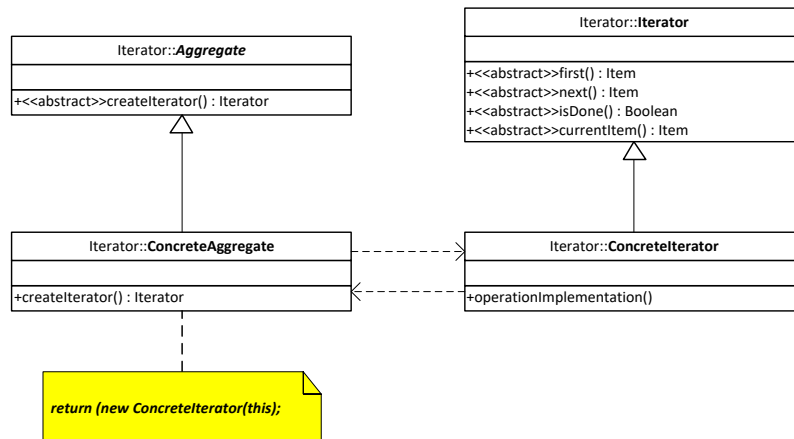 Iterator::Aggregate
+<<abstract>>createIterator() : Iterator
Iterator::Iterator
+<<abstract>>first() : Item
+<<abstract>>next() : Item
+<<abstract>>isDone() : Boolean
+<<abstract>>currentItem() : Item
Iterator::ConcreteAggregate
+createIterator() : Iterator
Iterator::ConcreteIterator
+operationImplementation()
return (new ConcreteIterator(this);